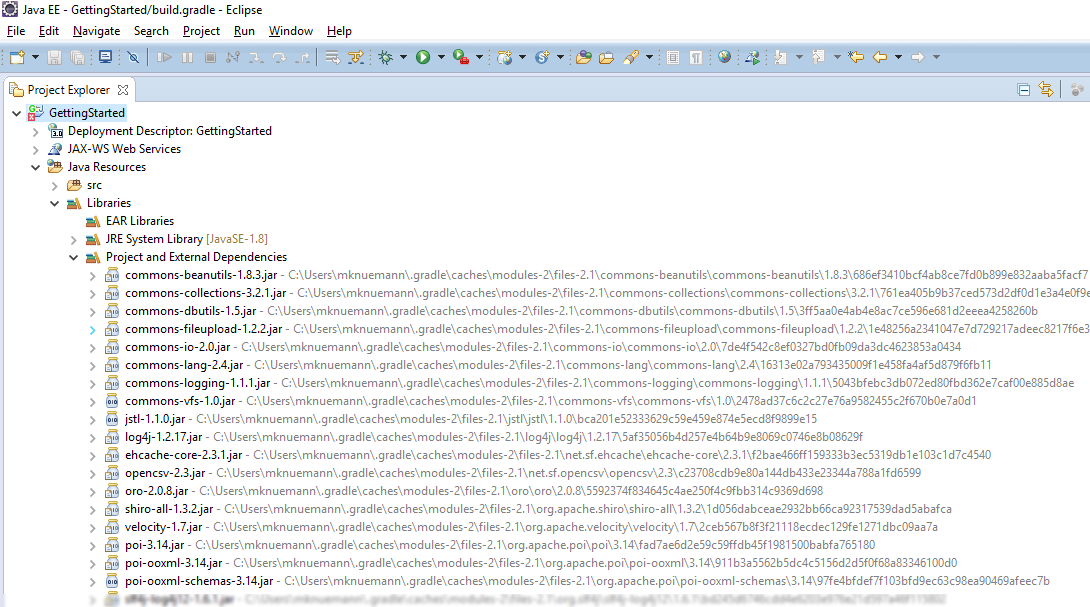 Java EE - GettingStarted/build.gradle - Eclipse
File Edit Navigate Search Project Run Window Help
Project Explorer
GettingStarted
Deployment Descriptor: GettingStarted
JAX-WS Web Services
Java Resources
src
Libraries
EAR Libraries
JRE System Library [JavaSE-1.8]
Project and External Dependencies
commons-beanutils-1.8.3.jar - C:\Users\mknuemann\.gradle\caches\modules-2\files-2.1\commons-beanutils\commons-beanutils\1.8.3\686ef3410bcf4ab8ce7fd0b899e832aaba5facf7
commons-collections-3.2.1.jar - C:\Users\mknuemann\.gradle\caches\modules-2\files-2.1\commons-collections\commons-collections\3.2.1\761ea405b9b37ced573d2df0d1e3a4e0f9e
commons-dbutils-1.5.jar - C:\Users\mknuemann\.gradle\caches\modules-2\files-2.1\commons-dbutils\commons-dbutils\1.5\3ff5aa0e4ab4e8ac7ce596e681d2eeea4258260b
commons-fileupload-1.2.2.jar - C:\Users\mknuemann\.gradle\caches\modules-2\files-2.1\commons-fileupload\commons-fileupload\1.2.2\1e48256a2341047e7d729217adeec8217f6e3
commons-io-2.0.jar - C:\Users\mknuemann\.gradle\caches\modules-2\files-2.1\commons-io\commons-io\2.0\7de4f542c8ef0327bd0fb09da3dc4623853a0434
commons-lang-2.4.jar - C:\Users\mknuemann\.gradle\caches\modules-2\files-2.1\commons-lang\commons-lang\2.4\16313e02a793435009f1e458fa4af5d879f6fb11
commons-logging-1.1.1.jar - C:\Users\mknuemann\.gradle\caches\modules-2\files-2.1\commons-logging\commons-logging\1.1.1\5043bfebc3db072ed80fbd362e7caf00e885d8ae
commons-vfs-1.0.jar - C:\Users\mknuemann\.gradle\caches\modules-2\files-2.1\commons-vfs\commons-vfs\1.0\2478ad37c6c2c27e76a9582455c2f670b0e7a0d1
jstl-1.1.0.jar - C:\Users\mknuemann\.gradle\caches\modules-2\files-2.1\jstl\jstl\1.1.0\bca201e52333629c59e459e874e5ecd8f9899e15
log4j-1.2.17.jar - C:\Users\mknuemann\.gradle\caches\modules-2\files-2.1\log4j\log4j\1.2.17\5af35056b4d257e4b64b9e8069c0746e8b08629f
ehcache-core-2.3.1.jar - C:\Users\mknuemann\.gradle\caches\modules-2\files-2.1\net.sf.ehcache\ehcache-core\2.3.1\f2bae466ff159333b3ec5319db1e103c1d7c4540
opencsv-2.3.jar - C:\Users\mknuemann\.gradle\caches\modules-2\files-2.1\net.sf.opencsv\opencsv\2.3\c23708cdb9e80a144db433e23344a788a1fd6599
oro-2.0.8.jar - C:\Users\mknuemann\.gradle\caches\modules-2\files-2.1\oro\oro\2.0.8\5592374f834645c4ae250f4c9fbb314c9369d698
shiro-all-1.3.2.jar - C:\Users\mknuemann\.gradle\caches\modules-2\files-2.1\org.apache.shiro\shiro-all\1.3.2\1d056dabceae2932bb66ca92317539dad5abafca
velocity-1.7.jar - C:\Users\mknuemann\.gradle\caches\modules-2\files-2.1\org.apache.velocity\velocity\1.7\2ceb567b8f3f21118ecdec129fe1271dbc09aa7a
poi-3.14.jar - C:\Users\mknuemann\.gradle\caches\modules-2\files-2.1\org.apache.poi\poi\3.14\fad7ae6d2e59c59ffdb45f1981500babfa765180
poi-ooxml-3.14.jar - C:\Users\mknuemann\.gradle\caches\modules-2\files-2.1\org.apache.poi\poi-ooxml\3.14\911b3a5562b5dc4c5156d2d5f0f68a83346100d0
poi-ooxml-schemas-3.14.jar - C:\Users\mknuemann\.gradle\caches\modules-2\files-2.1\org.apache.poi\poi-ooxml-schemas\3.14\97fe4bfdef7f103bfd9ec63c98ea90469afeec7b